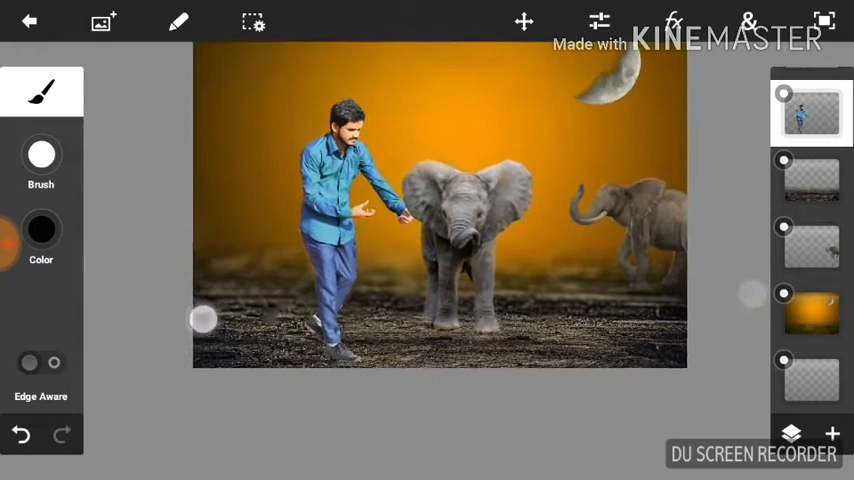 Made with KINEMASTER
Brush
Color
Edge Aware
DU SCREEN RECORDER